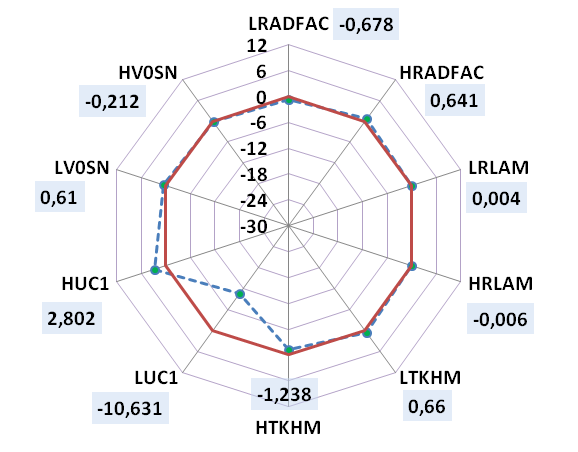 LRADFAC -0,678
12
6
0
-6
-12
-18
-24
-30
HRADFAC
0,641
LRLAM
0,004
HRLAM
-0,006
LTKHM
0,66
-1,238
HTKHM
LUC1
-10,631
HUC1
2,802
LV0SN
0,61
HV0SN
-0,212